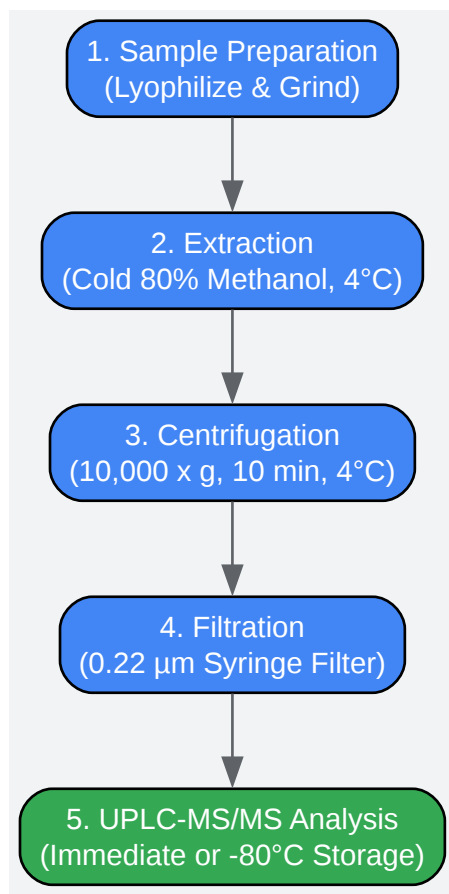 1. Sample Preparation
(Lyophilize & Grind)
2. Extraction
(Cold 80% Methanol, 4°C)
3. Centrifugation
(10,000 x g, 10 min, 4°C)
4. Filtration
(0.22 µm Syringe Filter)
5. UPLC-MS/MS Analysis
(Immediate or -80°C Storage)